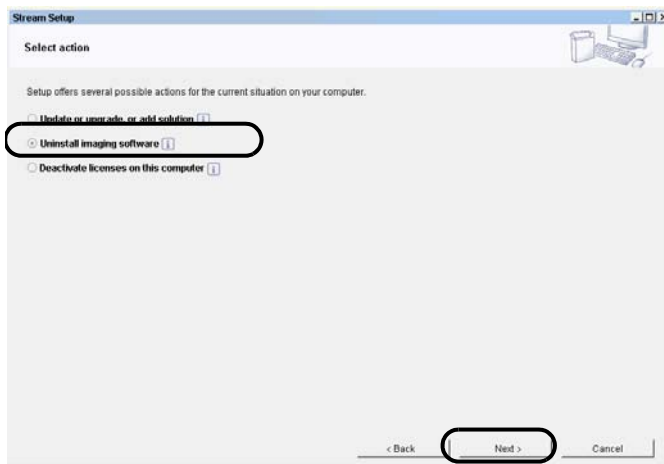 Stream Setup
Select action
Setup offers several possible actions for the current situation on your computer.
Update or upgrade, or add solution i
Uninstall imaging software i
Deactivate licenses on this computer i
< Back Next > Cancel